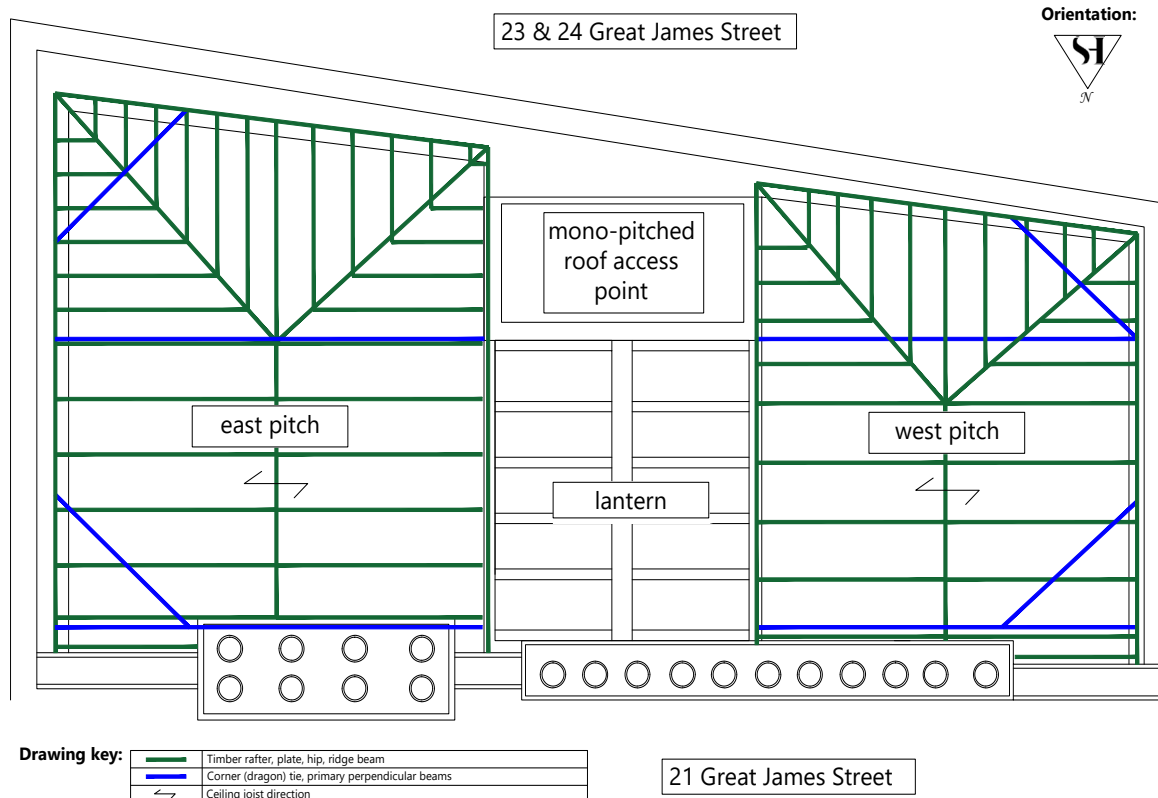 23 & 24 Great James Street
Orientation:
SH
N
mono-pitched
roof access
point
east pitch
west pitch
lantern
Drawing key:
Timber rafter, plate, hip, ridge beam
Corner (dragon) tie, primary perpendicular beams
Ceiling joist direction
21 Great James Street